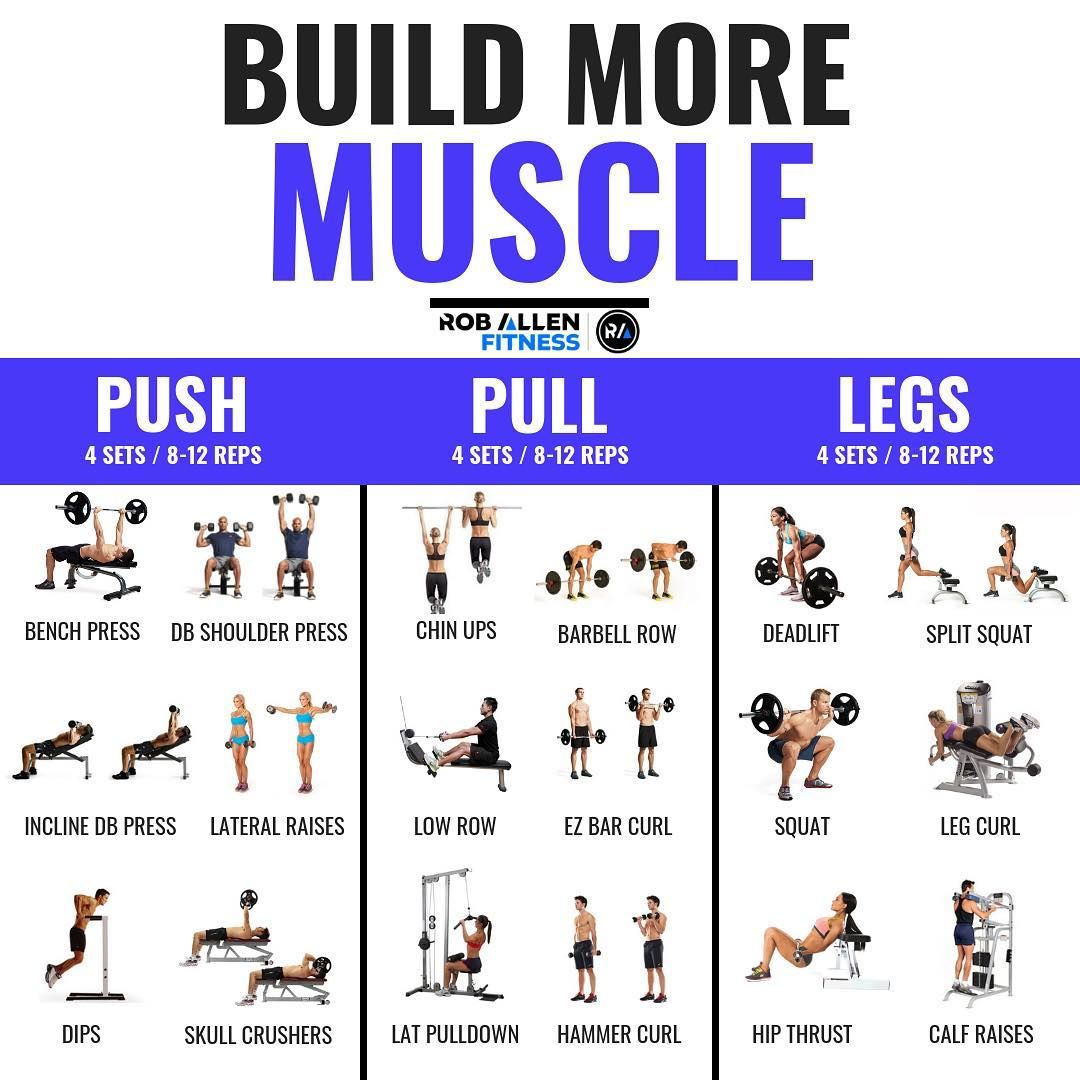 BUILD MORE
MUSCLE
ROB ALLEN
FITNESS
R/A
PUSH
4 SETS / 8-12 REPS
BENCH PRESS
DB SHOULDER PRESS
INCLINE DB PRESS
LATERAL RAISES
DIPS
SKULL CRUSHERS
PULL
4 SETS / 8-12 REPS
CHIN UPS
BARBELL ROW
LOW ROW
EZ BAR CURL
LAT PULLDOWN
HAMMER CURL
LEGS
4 SETS / 8-12 REPS
DEADLIFT
SPLIT SQUAT
SQUAT
LEG CURL
HIP THRUST
CALF RAISES